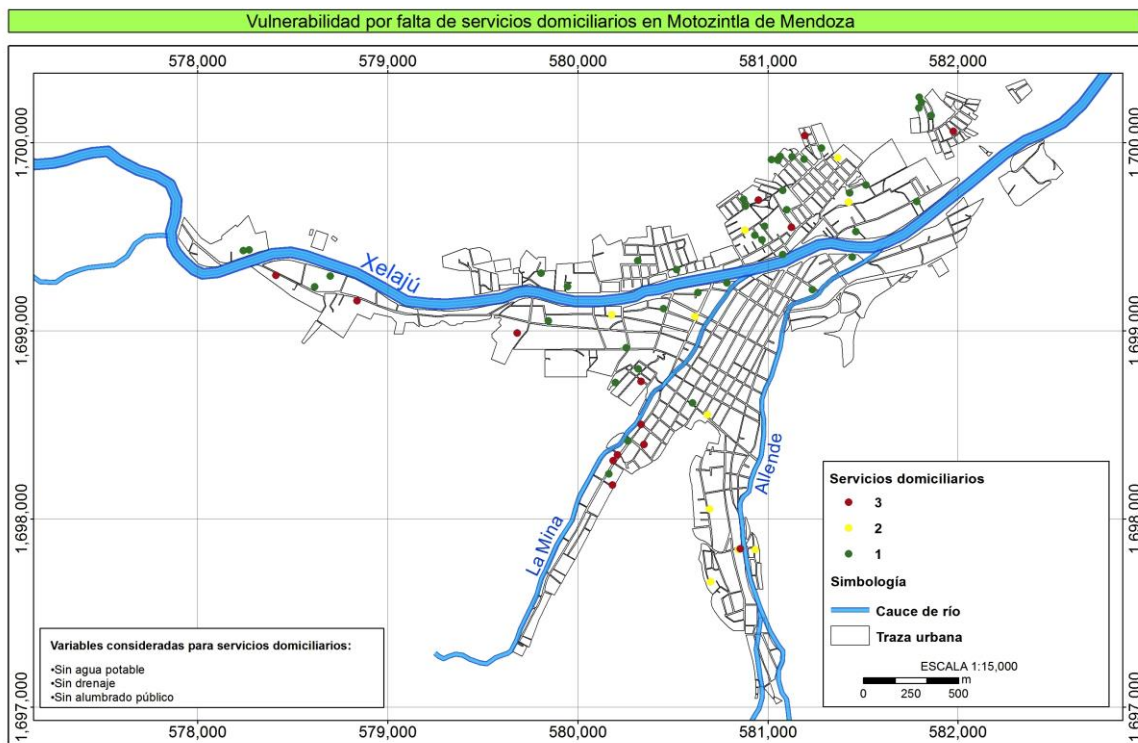 Vulnerabilidad por falta de servicios domiciliarios en Motozintla de Mendoza
578,000
579,000
580,000
581,000
582,000
1,700,000
1,700,000
Xelajú
1,699,000
1,699,000
Allende
La Mina
1,698,000
1,698,000
Servicios domiciliarios
3
2
1
Simbología
Cauce de río
Traza urbana
ESCALA 1:15,000
0 250 500 m
Variables consideradas para servicios domiciliarios:
•Sin agua potable
•Sin drenaje
•Sin alumbrado público
1,697,000
1,697,000
578,000
579,000
580,000
581,000
582,000